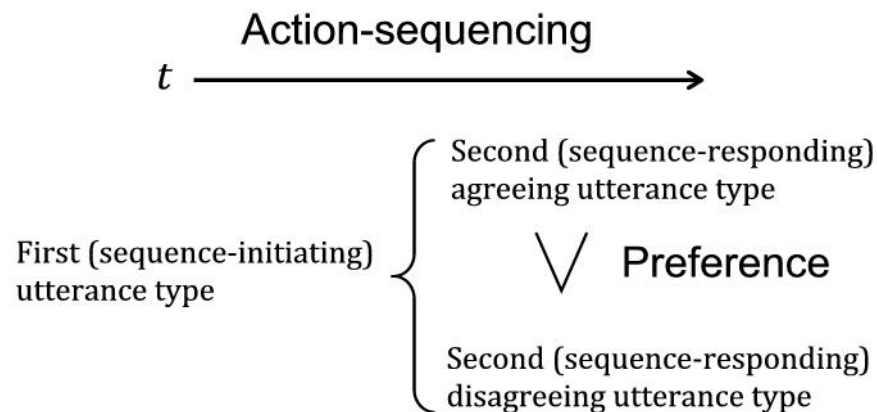 Action-sequencing
t
Second (sequence-responding)
agreeing utterance type
First (sequence-initiating)
utterance type
Preference
Second (sequence-responding)
disagreeing utterance type